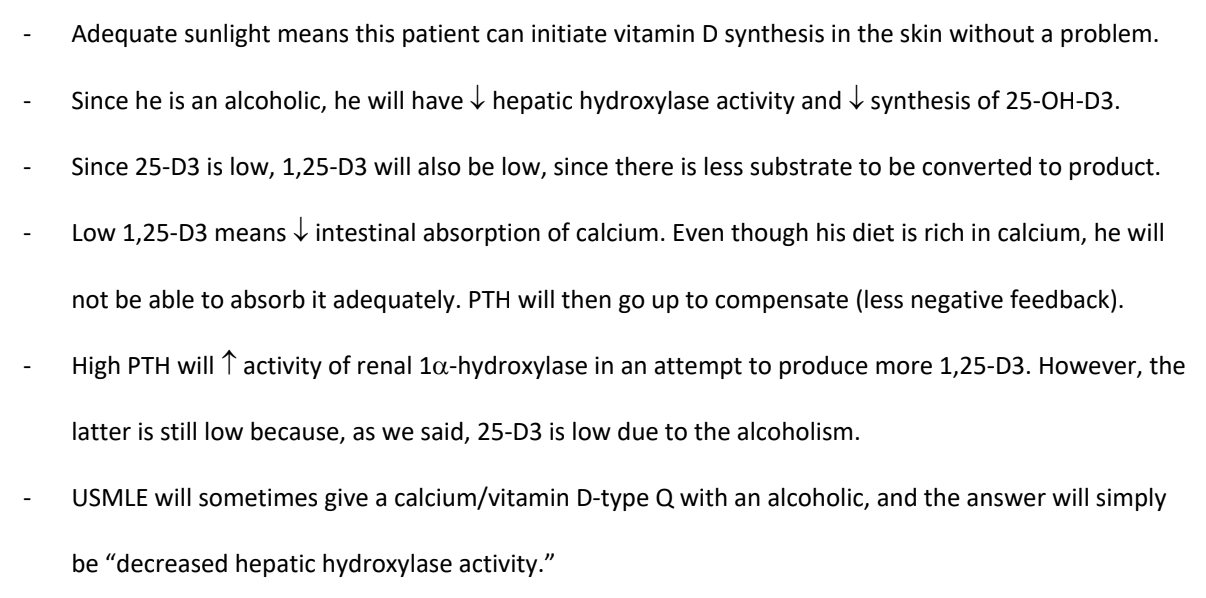 - Adequate sunlight means this patient can initiate vitamin D synthesis in the skin without a problem.
- Since he is an alcoholic, he will have ↓ hepatic hydroxylase activity and ↓ synthesis of 25-OH-D3.
- Since 25-D3 is low, 1,25-D3 will also be low, since there is less substrate to be converted to product.
- Low 1,25-D3 means ↓ intestinal absorption of calcium. Even though his diet is rich in calcium, he will
not be able to absorb it adequately. PTH will then go up to compensate (less negative feedback).
- High PTH will ↑ activity of renal 1α-hydroxylase in an attempt to produce more 1,25-D3. However, the
latter is still low because, as we said, 25-D3 is low due to the alcoholism.
- USMLE will sometimes give a calcium/vitamin D-type Q with an alcoholic, and the answer will simply
be “decreased hepatic hydroxylase activity.”